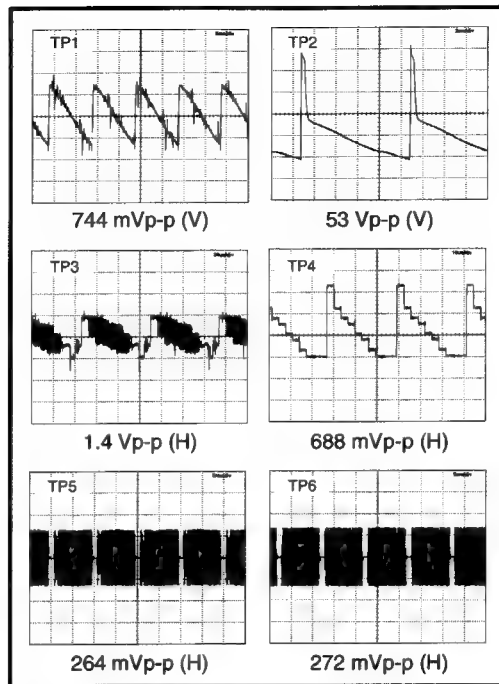 TP1
TP2
744 mVp-p (V)
53 Vp-p (V)
TP3
TP4
1.4 Vp-p (H)
688 mVp-p (H)
TP5
TP6
264 mVp-p (H)
272 mVp-p (H)